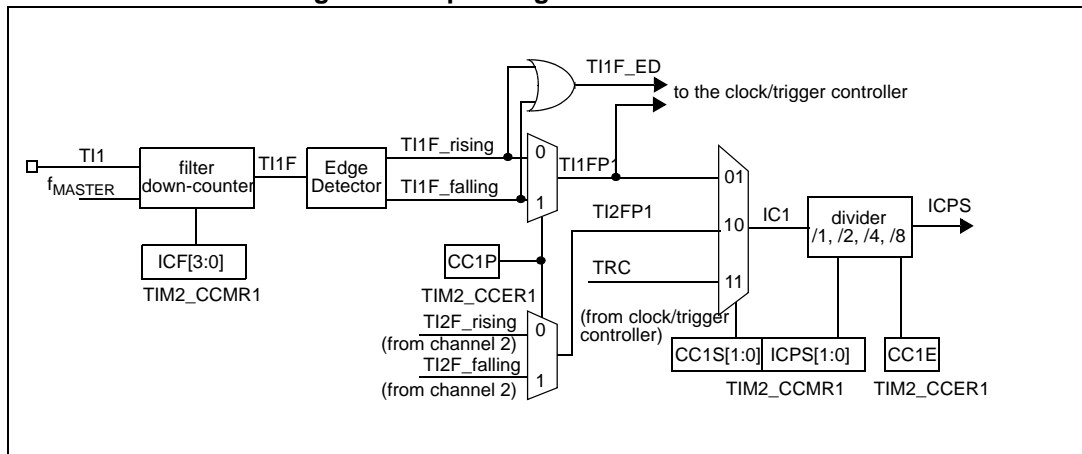 TI1F_ED
to the clock/trigger controller
TI1
f MASTER
filter
down-counter
TI1F
Edge
Detector
TI1F_rising
TI1F_falling
0
1
TI1FP1
TI2FP1
01
10
11
IC1
divider
/1, /2, /4, /8
ICPS
ICF[3:0]
TIM2_CCMR1
CC1P
TIM2_CCER1
TRC
(from clock/trigger
controller)
TI2F_rising
(from channel 2)
TI2F_falling
(from channel 2)
0
1
CC1S[1:0]
ICPS[1:0]
CC1E
TIM2_CCMR1
TIM2_CCER1